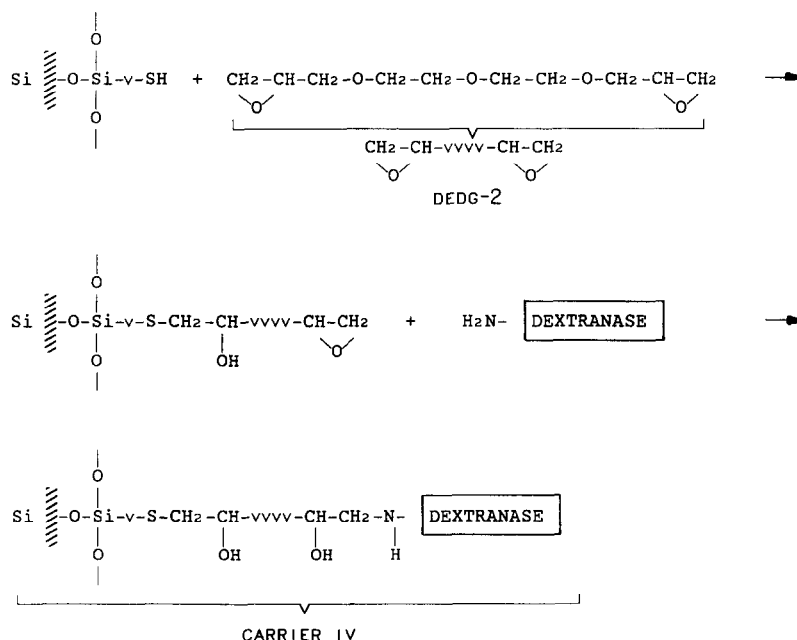 O
Si -O-Si-v-SH + CH2-CH-CH2-O-CH2-CH2-O-CH2-CH2-O-CH2-CH-CH2
O O O
CH2-CH-vvvv-CH-CH2
O O
DEDG-2
O
Si -O-Si-v-S-CH2-CH-vvvv-CH-CH2 + H2N- DEXTRANASE
O OH O
O
Si -O-Si-v-S-CH2-CH-vvvv-CH-CH2-N- DEXTRANASE
O OH OH H
CARRIER IV